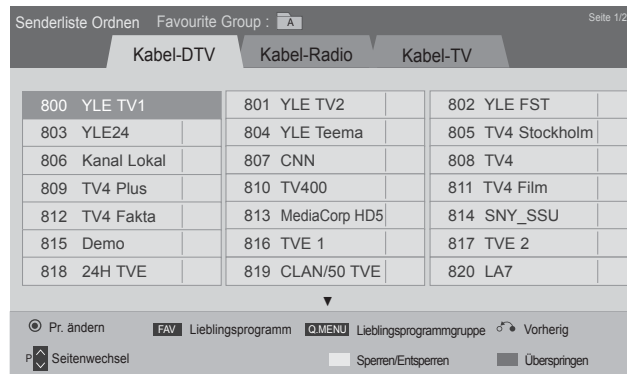 Senderliste Ordnen Favourite Group : A Seite 1/2
Kabel-DTV Kabel-Radio Kabel-TV
800 YLE TV1 801 YLE TV2 802 YLE FST
803 YLE24 804 YLE Teema 805 TV4 Stockholm
806 Kanal Lokal 807 CNN 808 TV4
809 TV4 Plus 810 TV400 811 TV4 Film
812 TV4 Fakta 813 MediaCorp HD5 814 SNY_SSU
815 Demo 816 TVE 1 817 TVE 2
818 24H TVE 819 CLAN/50 TVE 820 LA7
Pr. ändern FAV Lieblingsprogramm Q.MENU Lieblingsprogrammgruppe Vorherig
P Seitenwechsel Sperren/Entsperren Überspringen